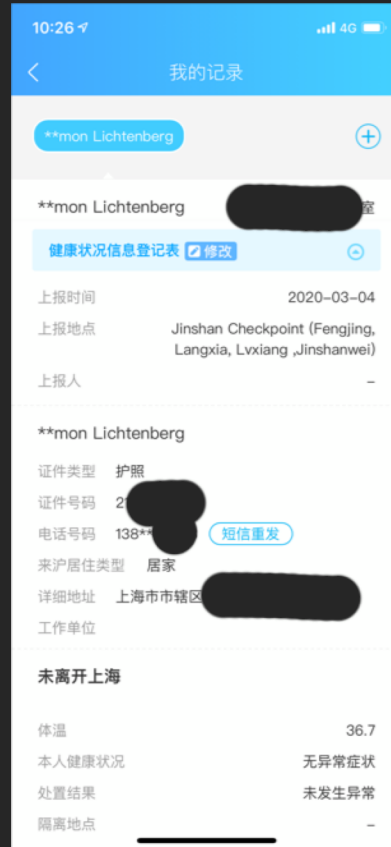 10:26
4G
我的记录
**mon Lichtenberg
**mon Lichtenberg 室
健康状况信息登记表 修改
上报时间 2020-03-04
上报地点 Jinshan Checkpoint (Fengjing,
Langxia, Lvxiang ,Jinshanwei)
上报人 –
**mon Lichtenberg
证件类型 护照
证件号码 2
电话号码 138** 短信重发
来沪居住类型 居家
详细地址 上海市市辖区
工作单位
未离开上海
体温 36.7
本人健康状况 无异常症状
处置结果 未发生异常
隔离地点 –